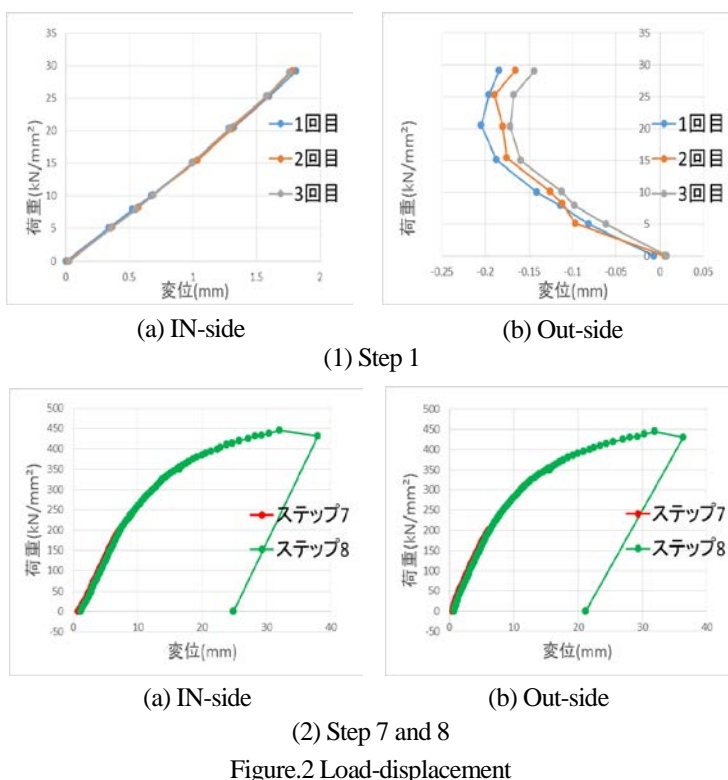 35
30
25
20
15
10
5
0
荷重(kN/mm²)
0 0.5 1 1.5 2
変位(mm)
1回目
2回目
3回目
35
30
25
20
15
10
5
0
荷重(kN/mm²)
-0.25 -0.2 -0.15 -0.1 -0.05 0 0.05
変位(mm)
1回目
2回目
3回目
(a) IN-side (b) Out-side
(1) Step 1
500
450
400
350
300
250
200
150
100
50
0
-50
荷重(kN/mm²)
0 10 20 30 40
変位(mm)
ステップ7
ステップ8
500
450
400
350
300
250
200
150
100
50
0
-50
荷重(kN/mm²)
0 10 20 30 40
変位(mm)
ステップ7
ステップ8
(a) IN-side (b) Out-side
(2) Step 7 and 8
Figure.2 Load-displacement